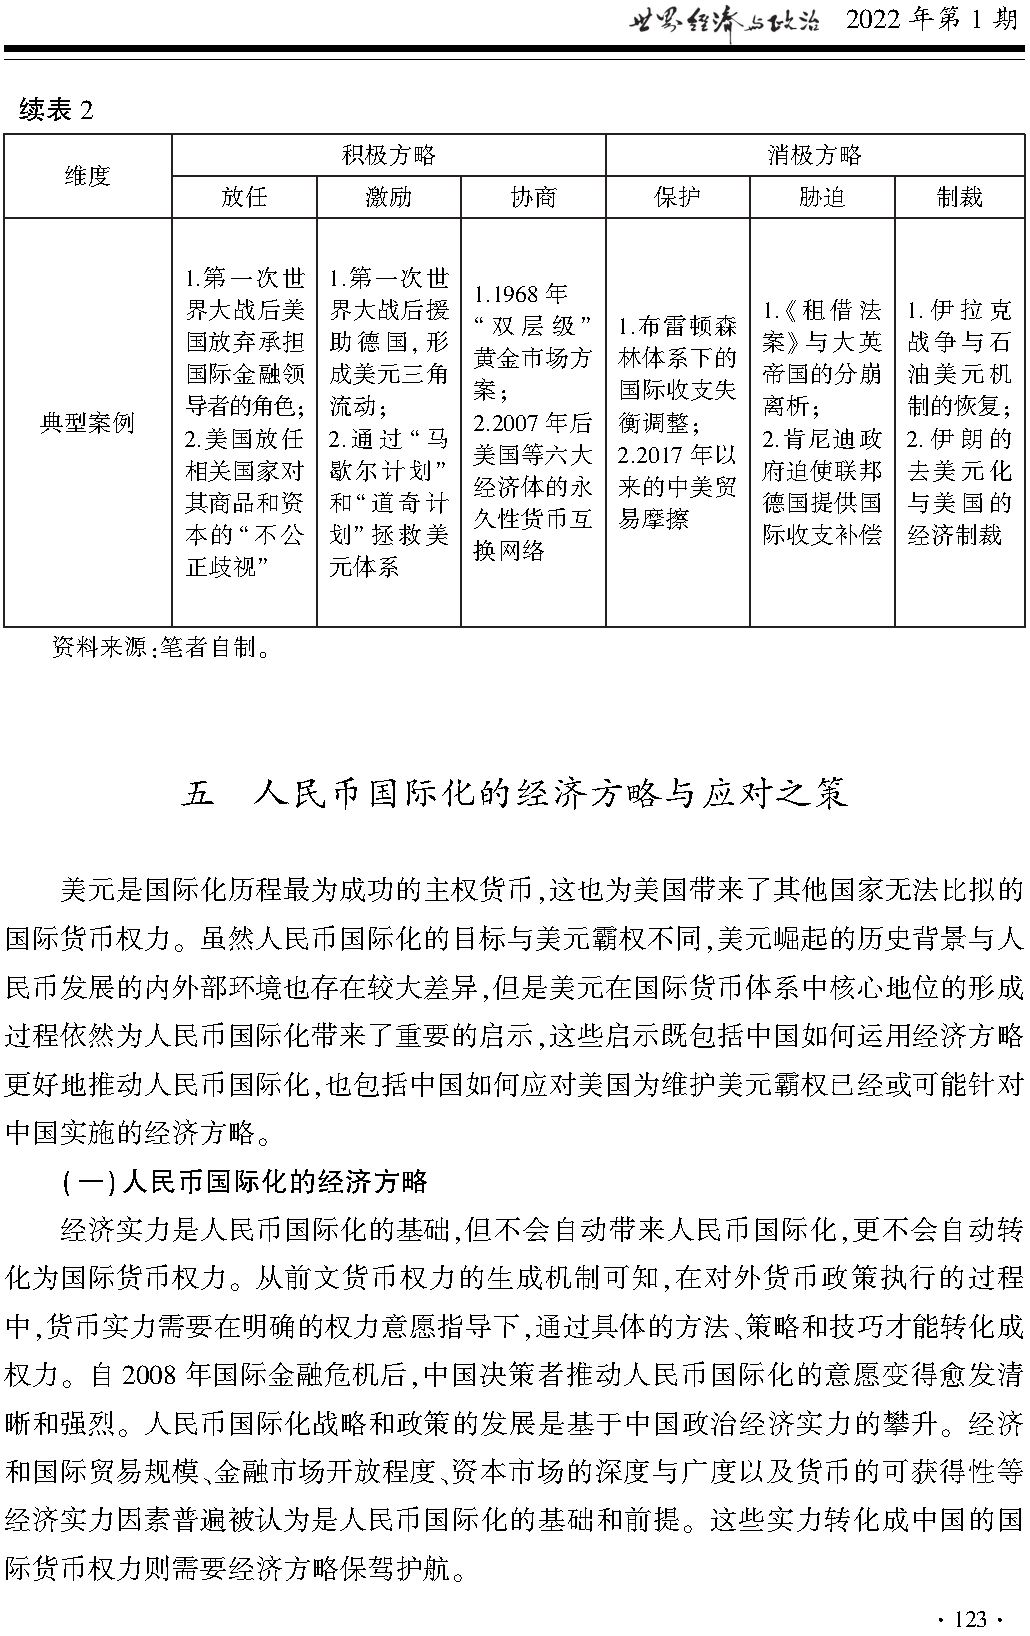 世界经济与政治 2022 年第 1 期
续表 2
维度
积极方略
消极方略
放任
激励
协商
保护
胁迫
制裁
典型案例
1.第一次世
界大战后美
国放弃承担
国际金融领
导者的角色;
2.美国放任
相关国家对
其商品和资
本的“不公
正歧视”
1.第一次世
界大战后援
助德国,形
成美元三角
流动;
2.通过“马
歇尔计划”
和“道奇计
划”拯救美
元体系
1.1968 年
“双层级”
黄金市场方
案;
2.2007 年后
美国等六大
经济体的永
久性货币互
换网络
1.布雷顿森
林体系下的
国际收支失
衡调整;
2.2017 年以
来的中美贸
易摩擦
1.《租借法
案》与大英
帝国的分崩
离析;
2.肯尼迪政
府迫使联邦
德国提供国
际收支补偿
1.伊拉克
战争与石
油美元机
制的恢复;
2.伊朗的
去美元化
与美国的
经济制裁
资料来源:笔者自制。
五 人民币国际化的经济方略与应对之策
美元是国际化历程最为成功的主权货币,这也为美国带来了其他国家无法比拟的
国际货币权力。虽然人民币国际化的目标与美元霸权不同,美元崛起的历史背景与人
民币发展的内外部环境也存在较大差异,但是美元在国际货币体系中核心地位的形成
过程依然为人民币国际化带来了重要的启示,这些启示既包括中国如何运用经济方略
更好地推动人民币国际化,也包括中国如何应对美国为维护美元霸权已经或可能针对
中国实施的经济方略。
(一)人民币国际化的经济方略
经济实力是人民币国际化的基础,但不会自动带来人民币国际化,更不会自动转
化为国际货币权力。从前文货币权力的生成机制可知,在对外货币政策执行的过程
中,货币实力需要在明确的权力意愿指导下,通过具体的方法、策略和技巧才能转化成
权力。自 2008 年国际金融危机后,中国决策者推动人民币国际化的意愿变得愈发清
晰和强烈。人民币国际化战略和政策的发展是基于中国政治经济实力的攀升。经济
和国际贸易规模、金融市场开放程度、资本市场的深度与广度以及货币的可获得性等
经济实力因素普遍被认为是人民币国际化的基础和前提。这些实力转化成中国的国
际货币权力则需要经济方略保驾护航。
· 123 ·